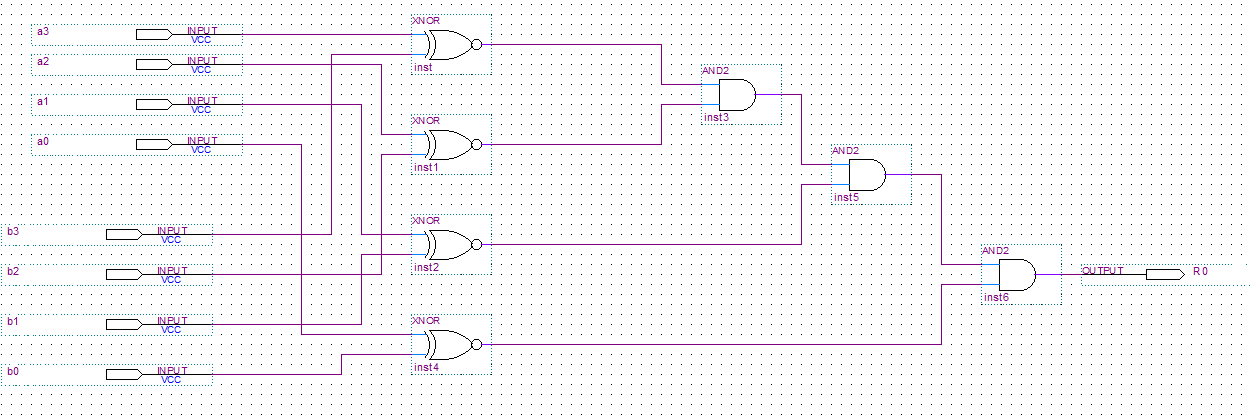 a3 INPUT VCC
a2 INPUT VCC
a1 INPUT VCC
a0 INPUT VCC
b3 INPUT VCC
b2 INPUT VCC
b1 INPUT VCC
b0 INPUT VCC
XNOR
inst
XNOR
inst1
XNOR
inst2
XNOR
inst4
AND2
inst3
AND2
inst5
AND2
inst6
OUTPUT R0